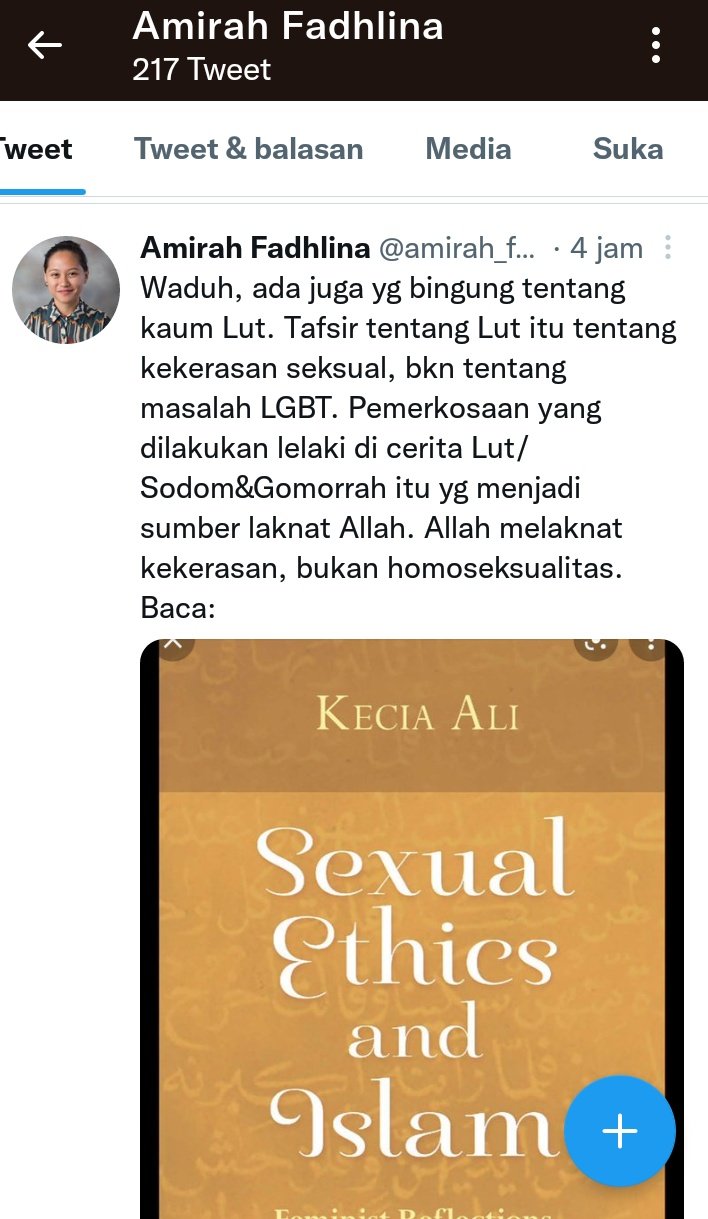 Amirah Fadhlina
217 Tweet
Tweet Tweet & balasan Media Suka
Amirah Fadhlina @amirah_f... · 4 jam
Waduh, ada juga yg bingung tentang
kaum Lut. Tafsir tentang Lut itu tentang
kekerasan seksual, bkn tentang
masalah LGBT. Pemerkosaan yang
dilakukan lelaki di cerita Lut/
Sodom&Gomorrah itu yg menjadi
sumber laknat Allah. Allah melaknat
kekerasan, bukan homoseksualitas.
Baca:
KECIA ALI
Sexual
Ethics
and
Islam
Feminist Reflections